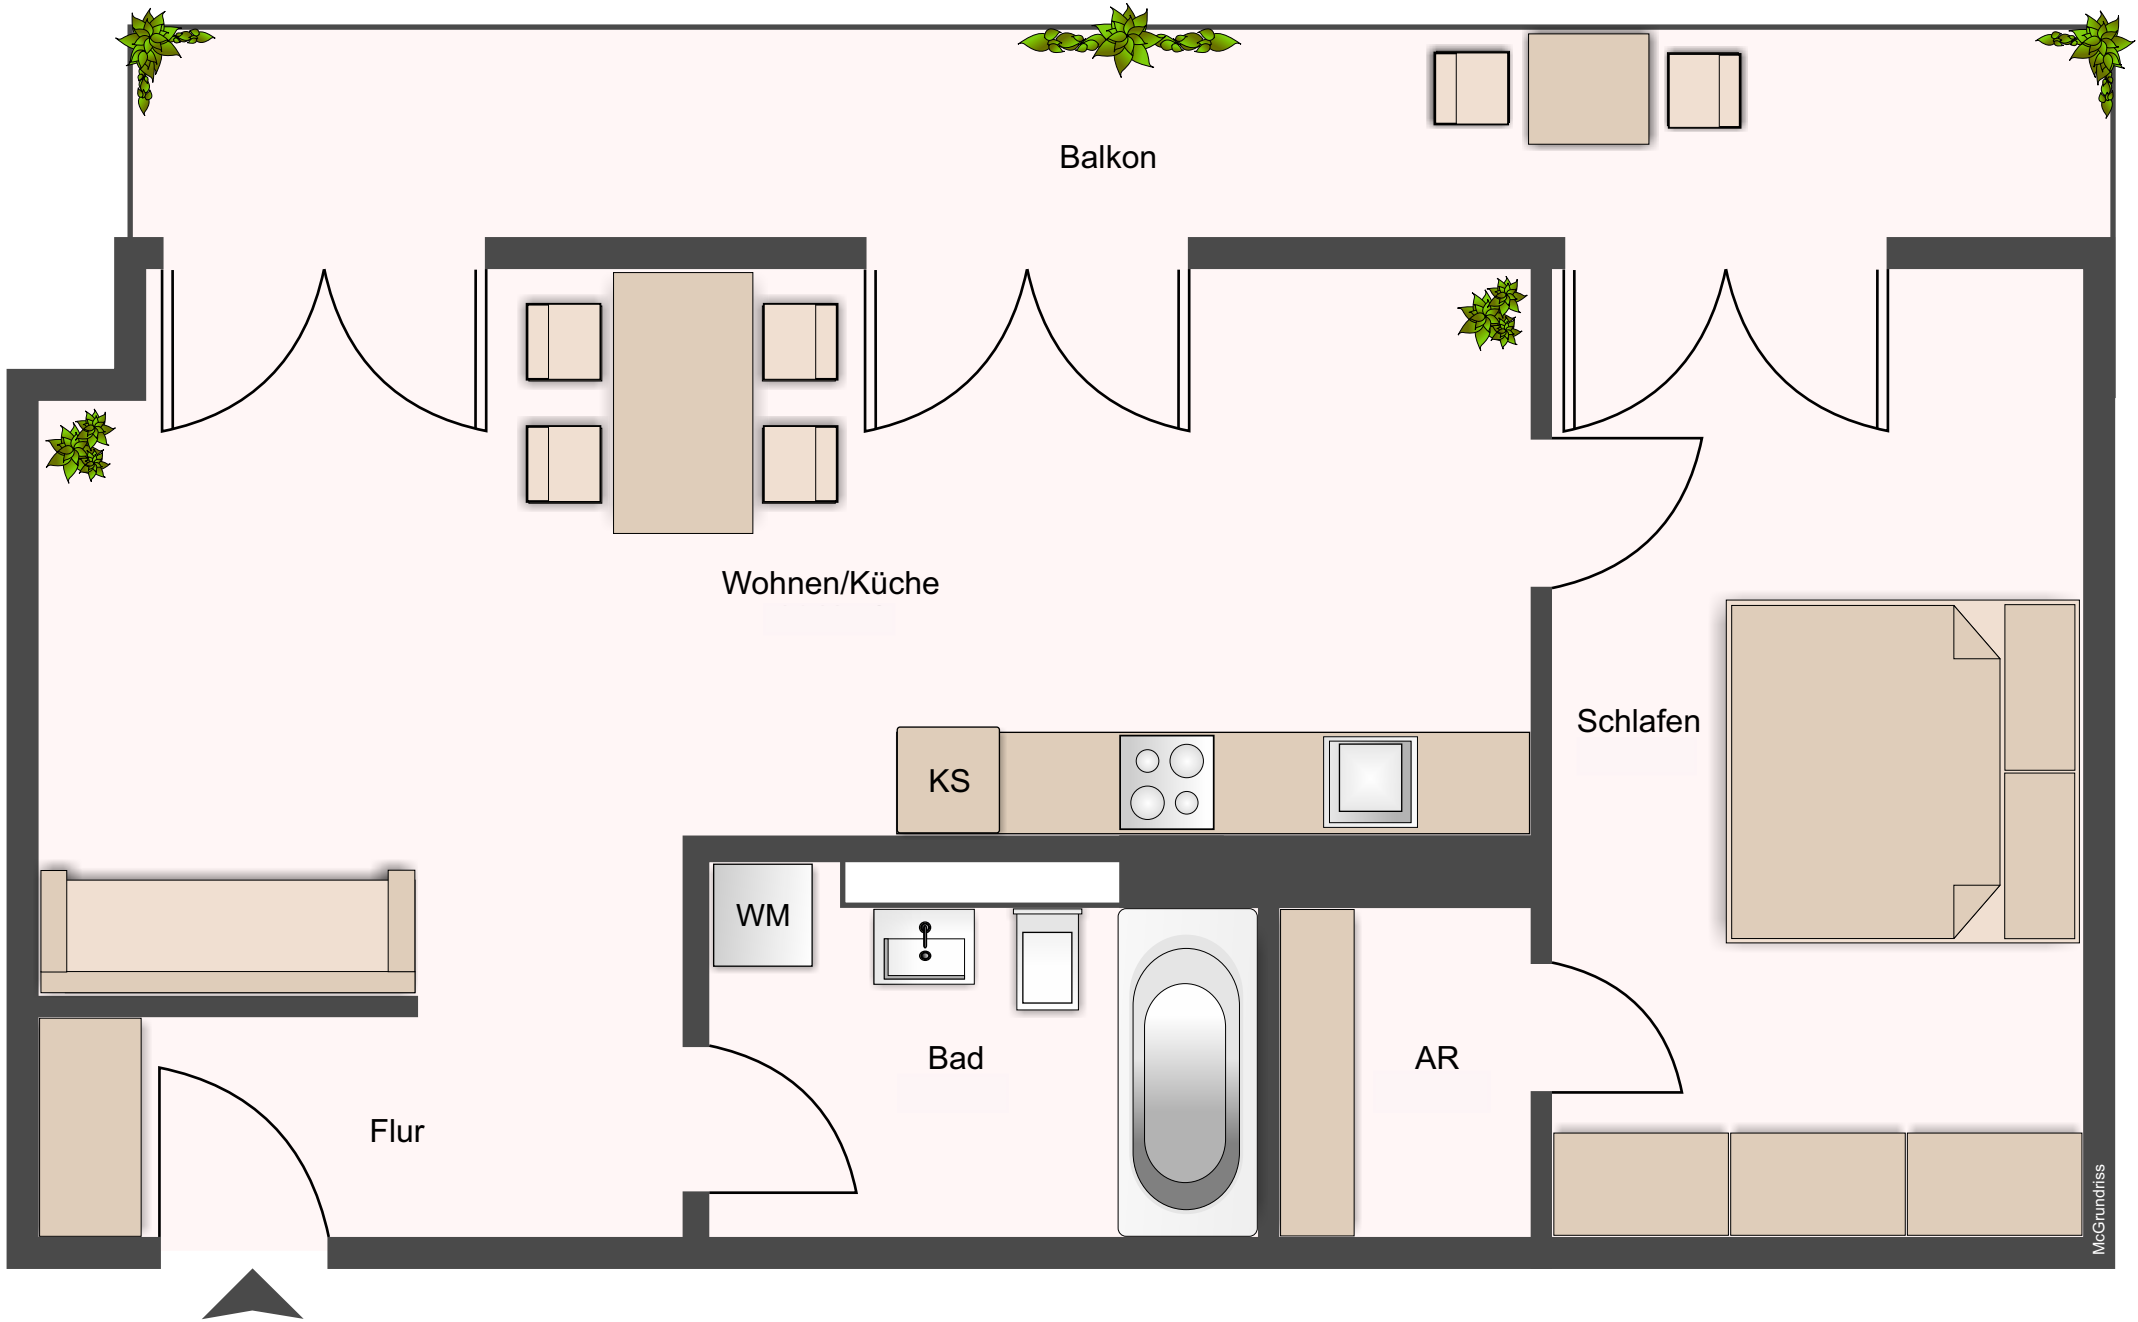 Balkon
Wohnen/Küche
Schlafen
KS
WM
Bad
AR
Flur
McGrundriss